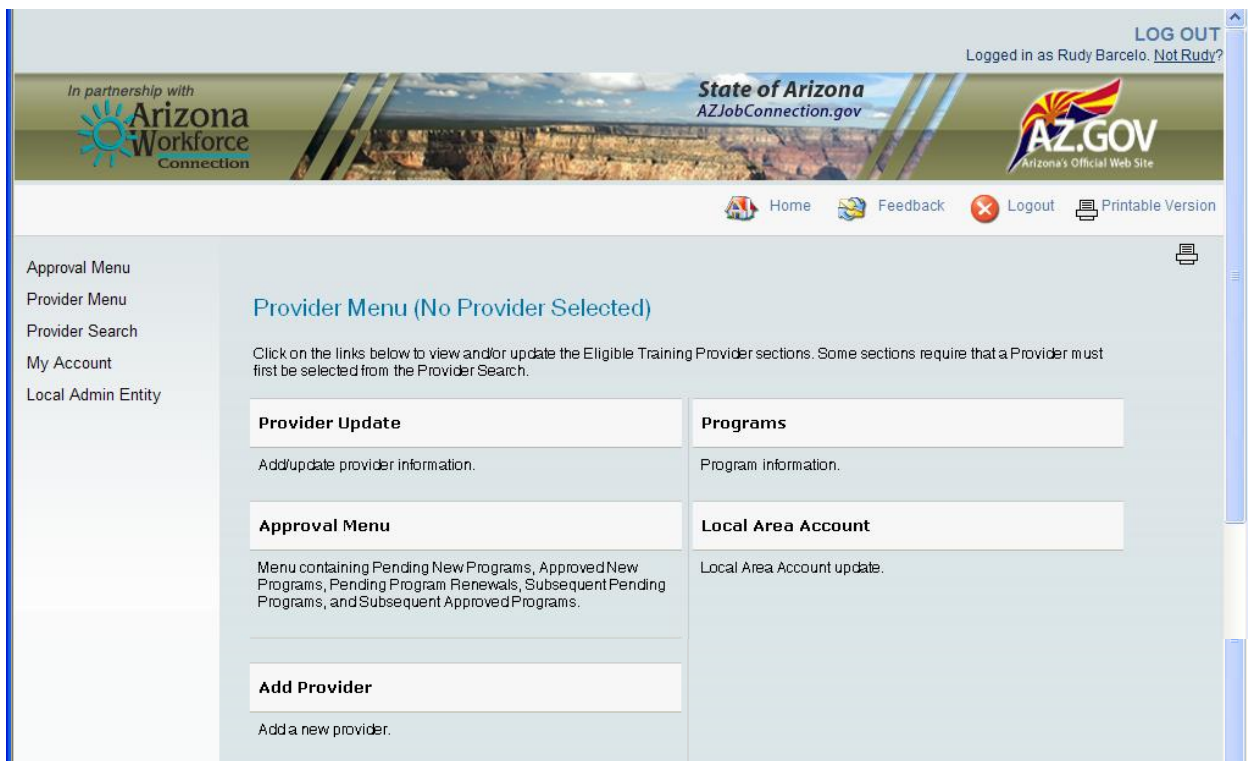 LOG OUT
Logged in as Rudy Barcelo. Not Rudy?
In partnership with
Arizona
Workforce
Connection
State of Arizona
AZJobConnection.gov
AZ.GOV
Arizona's Official Web Site
Home
Feedback
Logout
Printable Version
Approval Menu
Provider Menu
Provider Search
My Account
Local Admin Entity
Provider Menu (No Provider Selected)
Click on the links below to view and/or update the Eligible Training Provider sections. Some sections require that a Provider must
first be selected from the Provider Search.
Provider Update
Add/update provider information.
Programs
Program information.
Approval Menu
Menu containing Pending New Programs, Approved New
Programs, Pending Program Renewals, Subsequent Pending
Programs, and Subsequent Approved Programs.
Local Area Account
Local Area Account update.
Add Provider
Add a new provider.